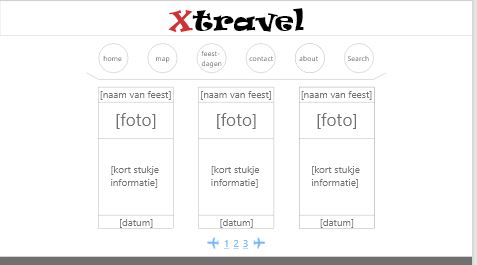 Xtravel
home map feest-
dagen contact about Search
[naam van feest] [naam van feest] [naam van feest]
[foto] [foto] [foto]
[kort stukje [kort stukje [kort stukje
informatie] informatie] informatie]
[datum] [datum] [datum]
1 2 3